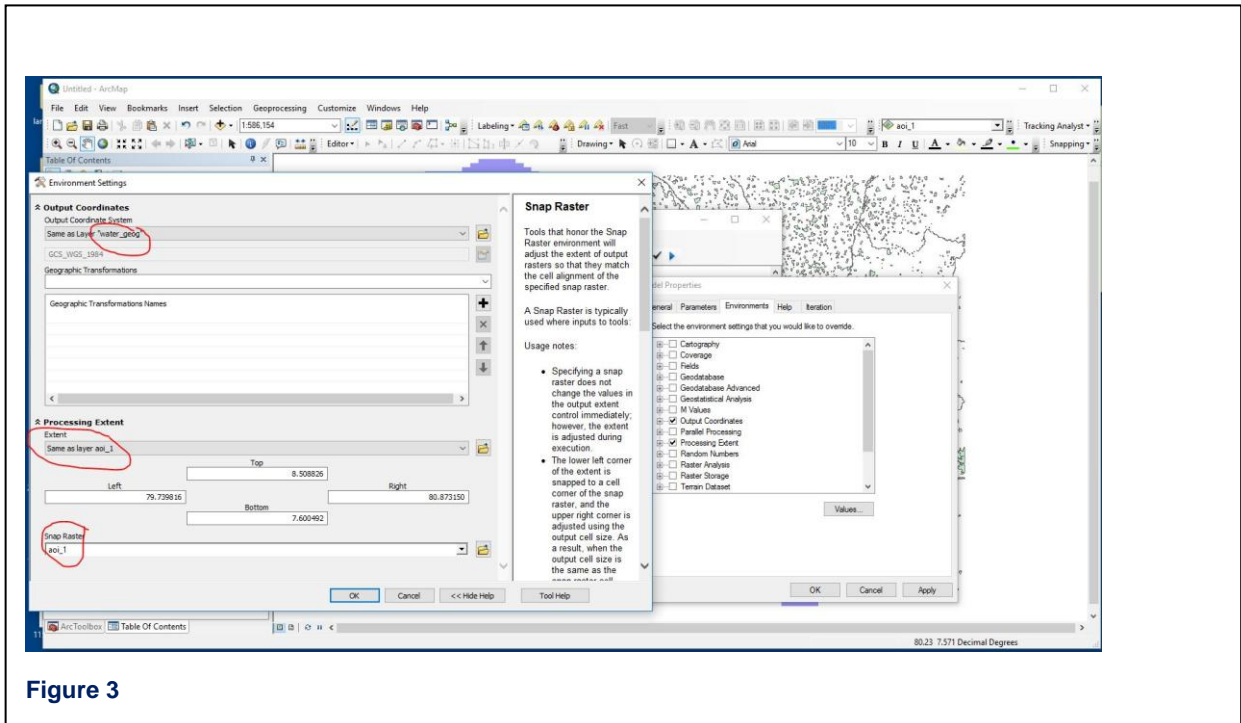 Untitled - ArcMap
File Edit View Bookmarks Insert Selection Geoprocessing Customize Windows Help
1:586,154 Labeling Fast aoi_1 Tracking Analyst
Editor Drawing A Arial 10 B I U A Snapping
Table Of Contents
Environment Settings
Output Coordinates
Output Coordinate System
Same as Layer "water_geog"
GCS_WGS_1984
Geographic Transformations
Geographic Transformations Names
Processing Extent
Extent
Same as layer aoi_1
Top
8.508826
Left
Right
79.739816
80.873150
Bottom
7.600492
Snap Raster
aoi_1
OK Cancel << Hide Help Tool Help
Snap Raster
Tools that honor the Snap
Raster environment will
adjust the extent of output
rasters so that they match
the cell alignment of the
specified snap raster.
A Snap Raster is typically
used where inputs to tools:
Usage notes:
• Specifying a snap
raster does not
change the values in
the output extent
control immediately;
however, the extent
is adjusted during
execution.
• The lower left corner
of the extent is
snapped to a cell
corner of the snap
raster, and the
upper right corner is
adjusted using the
output cell size. As
a result, when the
output cell size is
the same as the
del Properties
eneral Parameters Environments Help Iteration
Select the environment settings that you would like to override.
Cartography
Coverage
Fields
Geodatabase
Geodatabase Advanced
Geostatistical Analysis
M Values
Output Coordinates
Parallel Processing
Processing Extent
Random Numbers
Raster Analysis
Raster Storage
Terrain Dataset
Values...
OK Cancel Apply
ArcToolbox Table Of Contents
80.23 7.571 Decimal Degrees
Figure 3